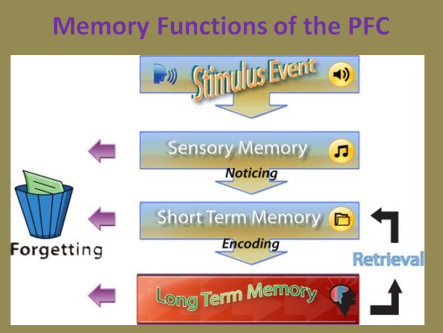 Memory Functions of the PFC
Stimulus Event
Sensory Memory
Noticing
Short Term Memory
Encoding
Forgetting
Retrieval
Long Term Memory